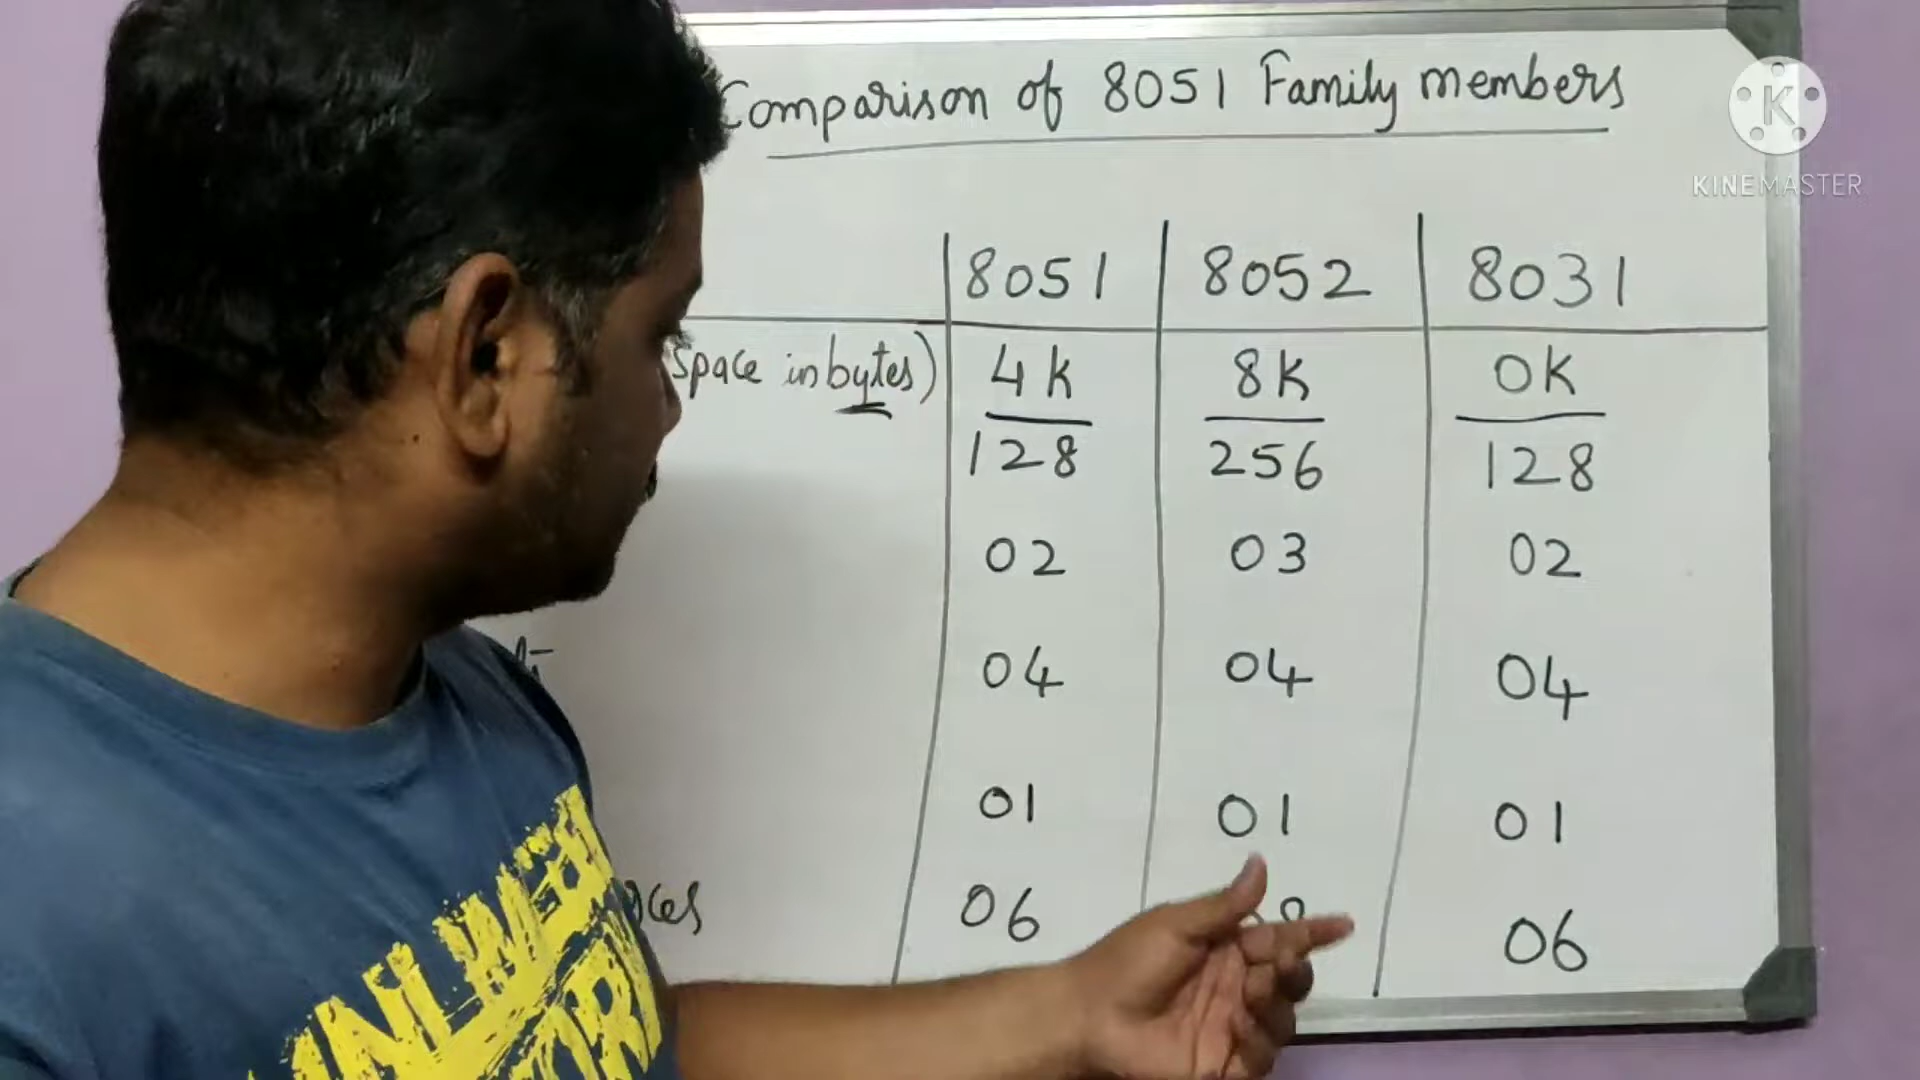 Comparison of 8051 Family members
KINEMASTER
8051 8052 8031
space in bytes) 4K 8K 0K
128 256 128
02 03 02
04 04 04
01 01 01
06 06